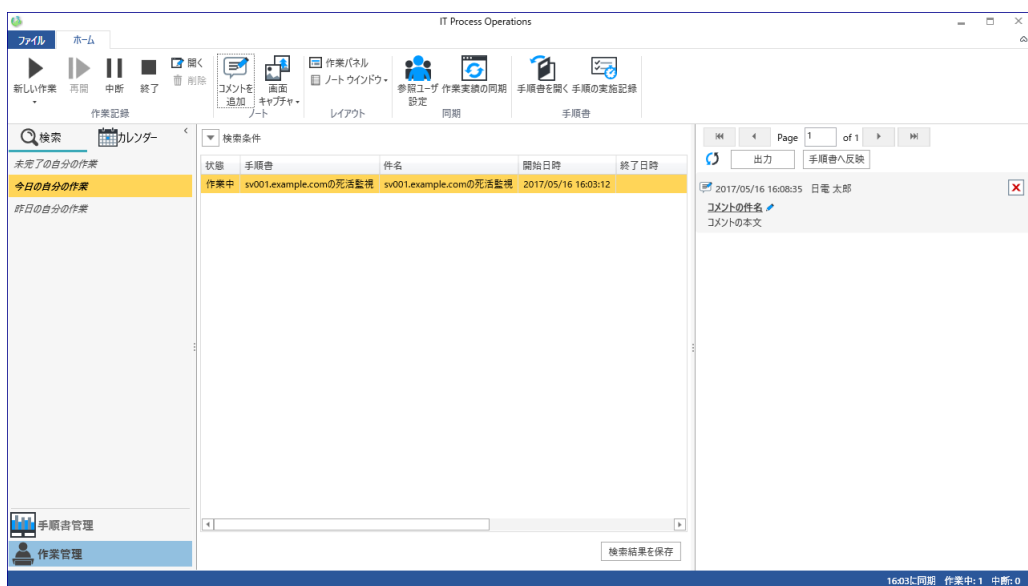 IT Process Operations
ファイル ホーム
新しい作業 再開 中断 終了 開く 削除
作業記録
コメントを追加 画面キャプチャ
ノート
作業パネル
ノート ウインドウ
レイアウト
参照ユーザ設定 作業実績の同期
同期
手順書を開く 手順の実施記録
手順書
検索 カレンダー
未完了の自分の作業
今日の自分の作業
昨日の自分の作業
手順書管理
作業管理
検索条件
状態 手順書 件名 開始日時 終了日時
作業中 sv001.example.comの死活監視 sv001.example.comの死活監視 2017/05/16 16:03:12
検索結果を保存
Page 1 of 1
出力 手順書へ反映
2017/05/16 16:08:35 日電 太郎
コメントの件名
コメントの本文
16:03に同期 作業中: 1 中断: 0